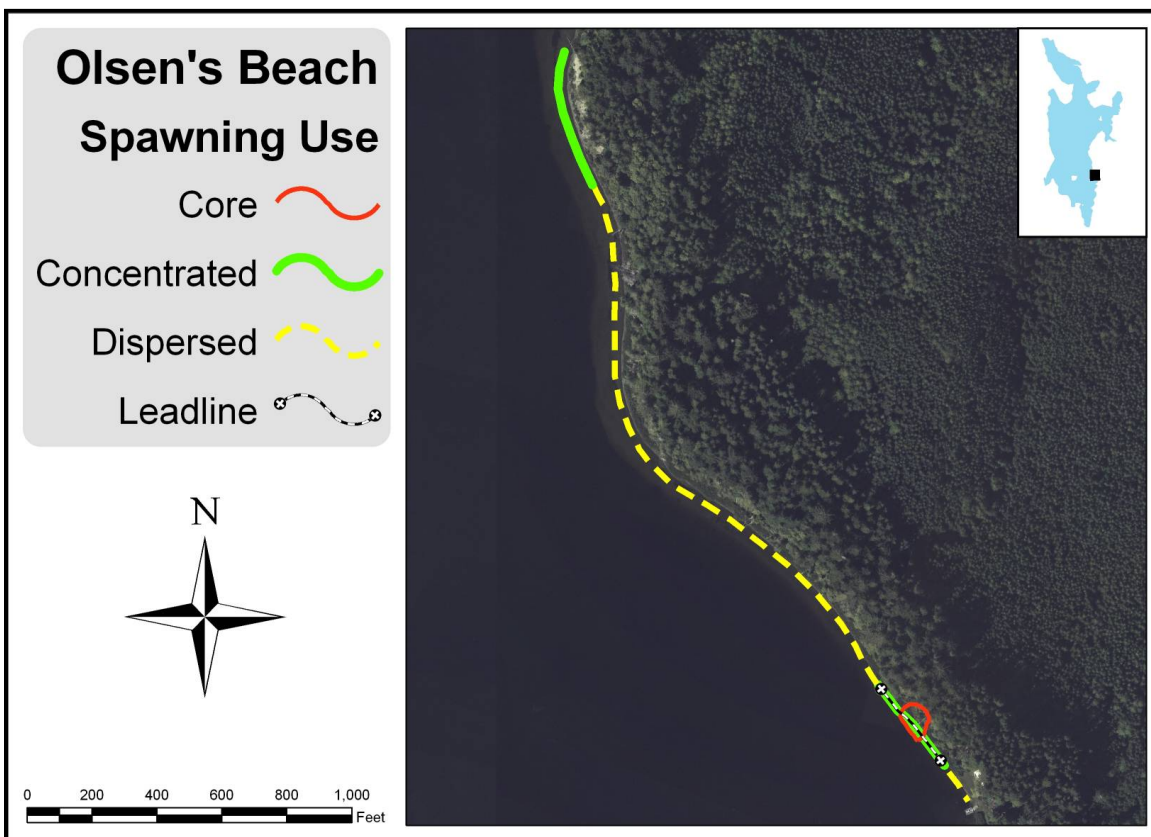 Olsen's Beach
Spawning Use
Core
Concentrated
Dispersed
Leadline
N
0 200 400 600 800 1,000
Feet